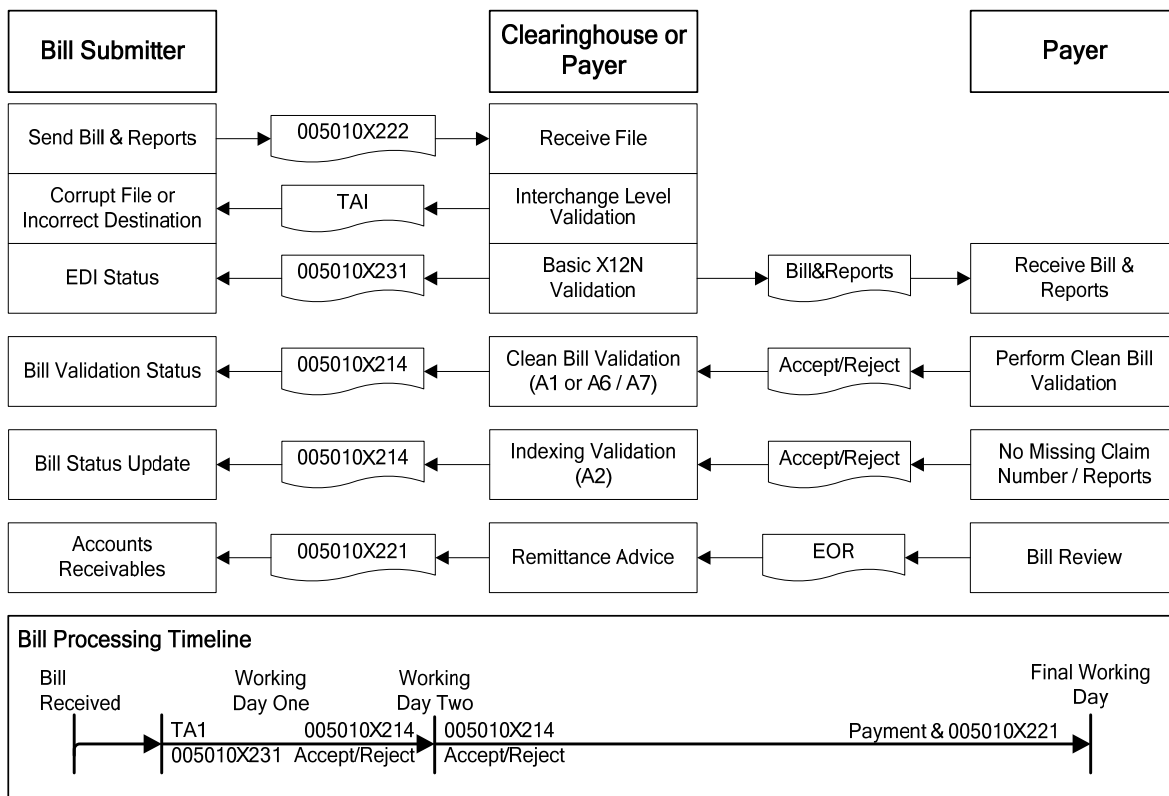 Bill Submitter
Clearinghouse or
Payer
Payer
Send Bill & Reports
005010X222
Receive File
Corrupt File or
Incorrect Destination
TAI
Interchange Level
Validation
EDI Status
005010X231
Basic X12N
Validation
Bill&Reports
Receive Bill &
Reports
Bill Validation Status
005010X214
Clean Bill Validation
(A1 or A6 / A7)
Accept/Reject
Perform Clean Bill
Validation
Bill Status Update
005010X214
Indexing Validation
(A2)
Accept/Reject
No Missing Claim
Number / Reports
Accounts
Receivables
005010X221
Remittance Advice
EOR
Bill Review
Bill Processing Timeline
Bill
Received
Working
Day One
Working
Day Two
Final Working
Day
TA1
005010X231
005010X214
Accept/Reject
005010X214
Accept/Reject
Payment & 005010X221